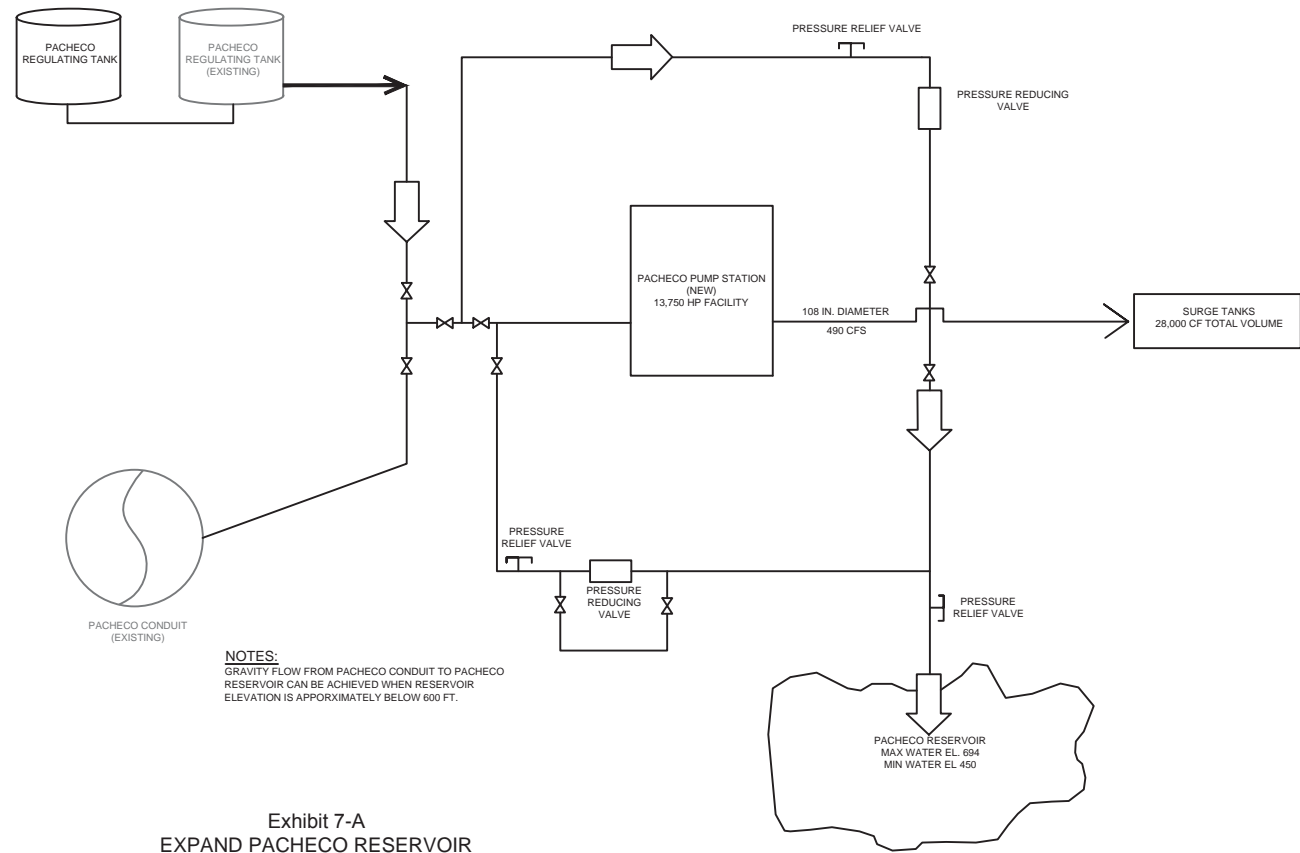 PACHECO
REGULATING TANK
PACHECO
REGULATING TANK
(EXISTING)
PRESSURE RELIEF VALVE
PRESSURE REDUCING
VALVE
PACHECO PUMP STATION
(NEW)
13,750 HP FACILITY
108 IN. DIAMETER
490 CFS
SURGE TANKS
28,000 CF TOTAL VOLUME
PRESSURE
RELIEF VALVE
PRESSURE
REDUCING
VALVE
PRESSURE
RELIEF VALVE
PACHECO CONDUIT
(EXISTING)
NOTES:
GRAVITY FLOW FROM PACHECO CONDUIT TO PACHECO
RESERVOIR CAN BE ACHIEVED WHEN RESERVOIR
ELEVATION IS APPORXIMATELY BELOW 600 FT.
PACHECO RESERVOIR
MAX WATER EL. 694
MIN WATER EL 450
Exhibit 7-A
EXPAND PACHECO RESERVOIR